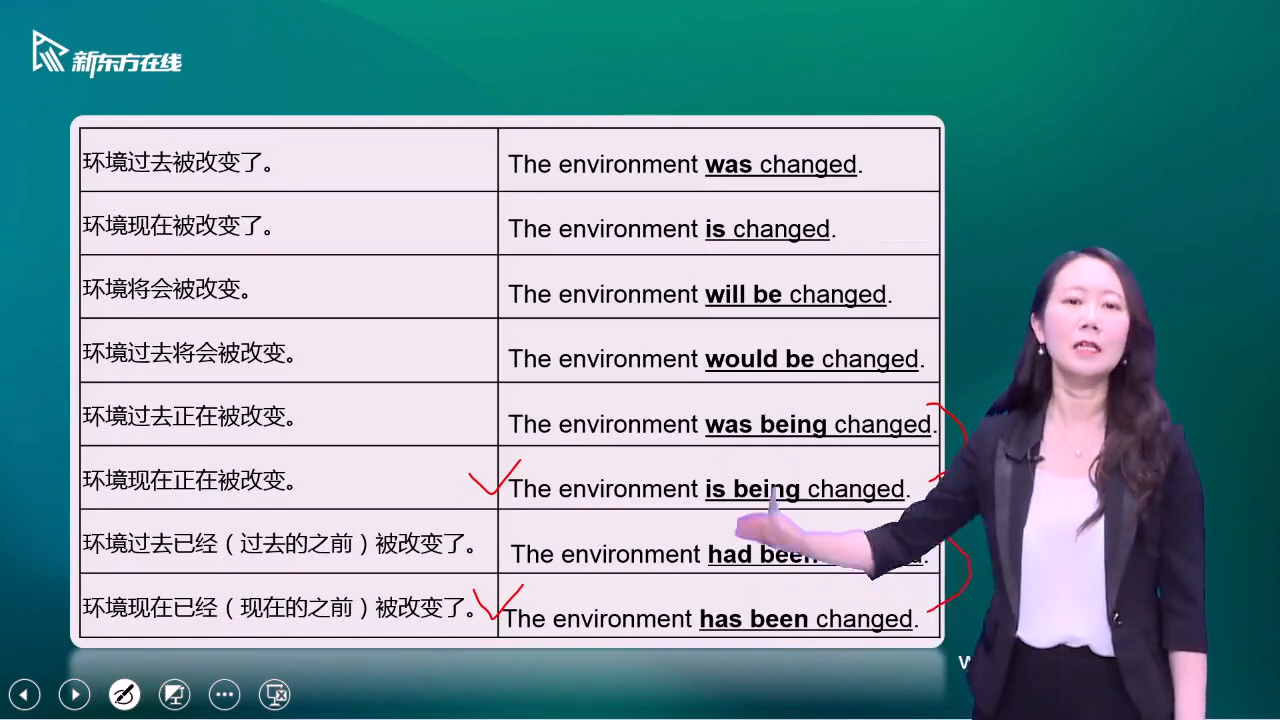 新东方在线
环境过去被改变了。
The environment was changed.
环境现在被改变了。
The environment is changed.
环境将会被改变。
The environment will be changed.
环境过去将会被改变。
The environment would be changed.
环境过去正在被改变。
The environment was being changed.
环境现在正在被改变。
The environment is being changed.
环境过去已经（过去的之前）被改变了。
The environment had been
环境现在已经（现在的之前）被改变了。
The environment has been changed.